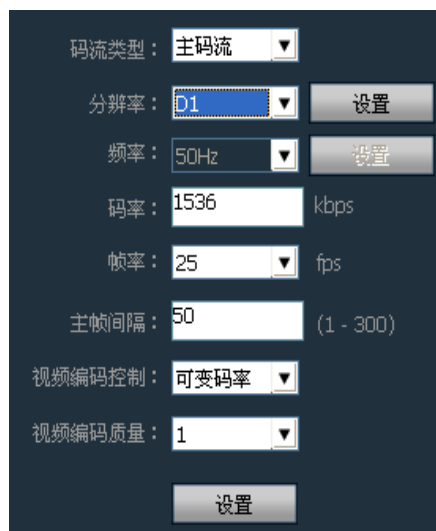 码流类型： 主码流
分辨率： D1 设置
频率： 50Hz 设置
码率： 1536 kbps
帧率： 25 fps
主帧间隔： 50 (1 - 300)
视频编码控制： 可变码率
视频编码质量： 1
设置